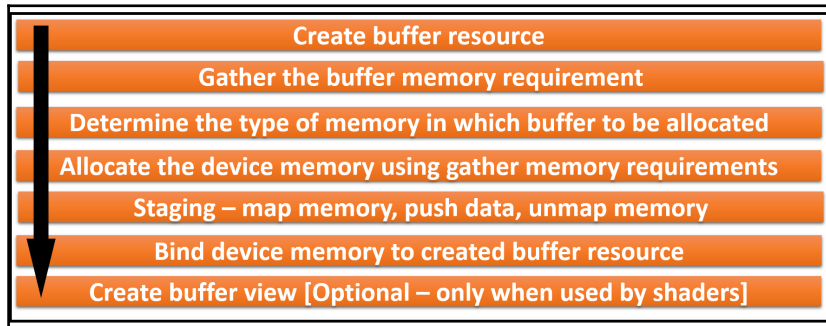 Create buffer resource
Gather the buffer memory requirement
Determine the type of memory in which buffer to be allocated
Allocate the device memory using gather memory requirements
Staging – map memory, push data, unmap memory
Bind device memory to created buffer resource
Create buffer view [Optional – only when used by shaders]